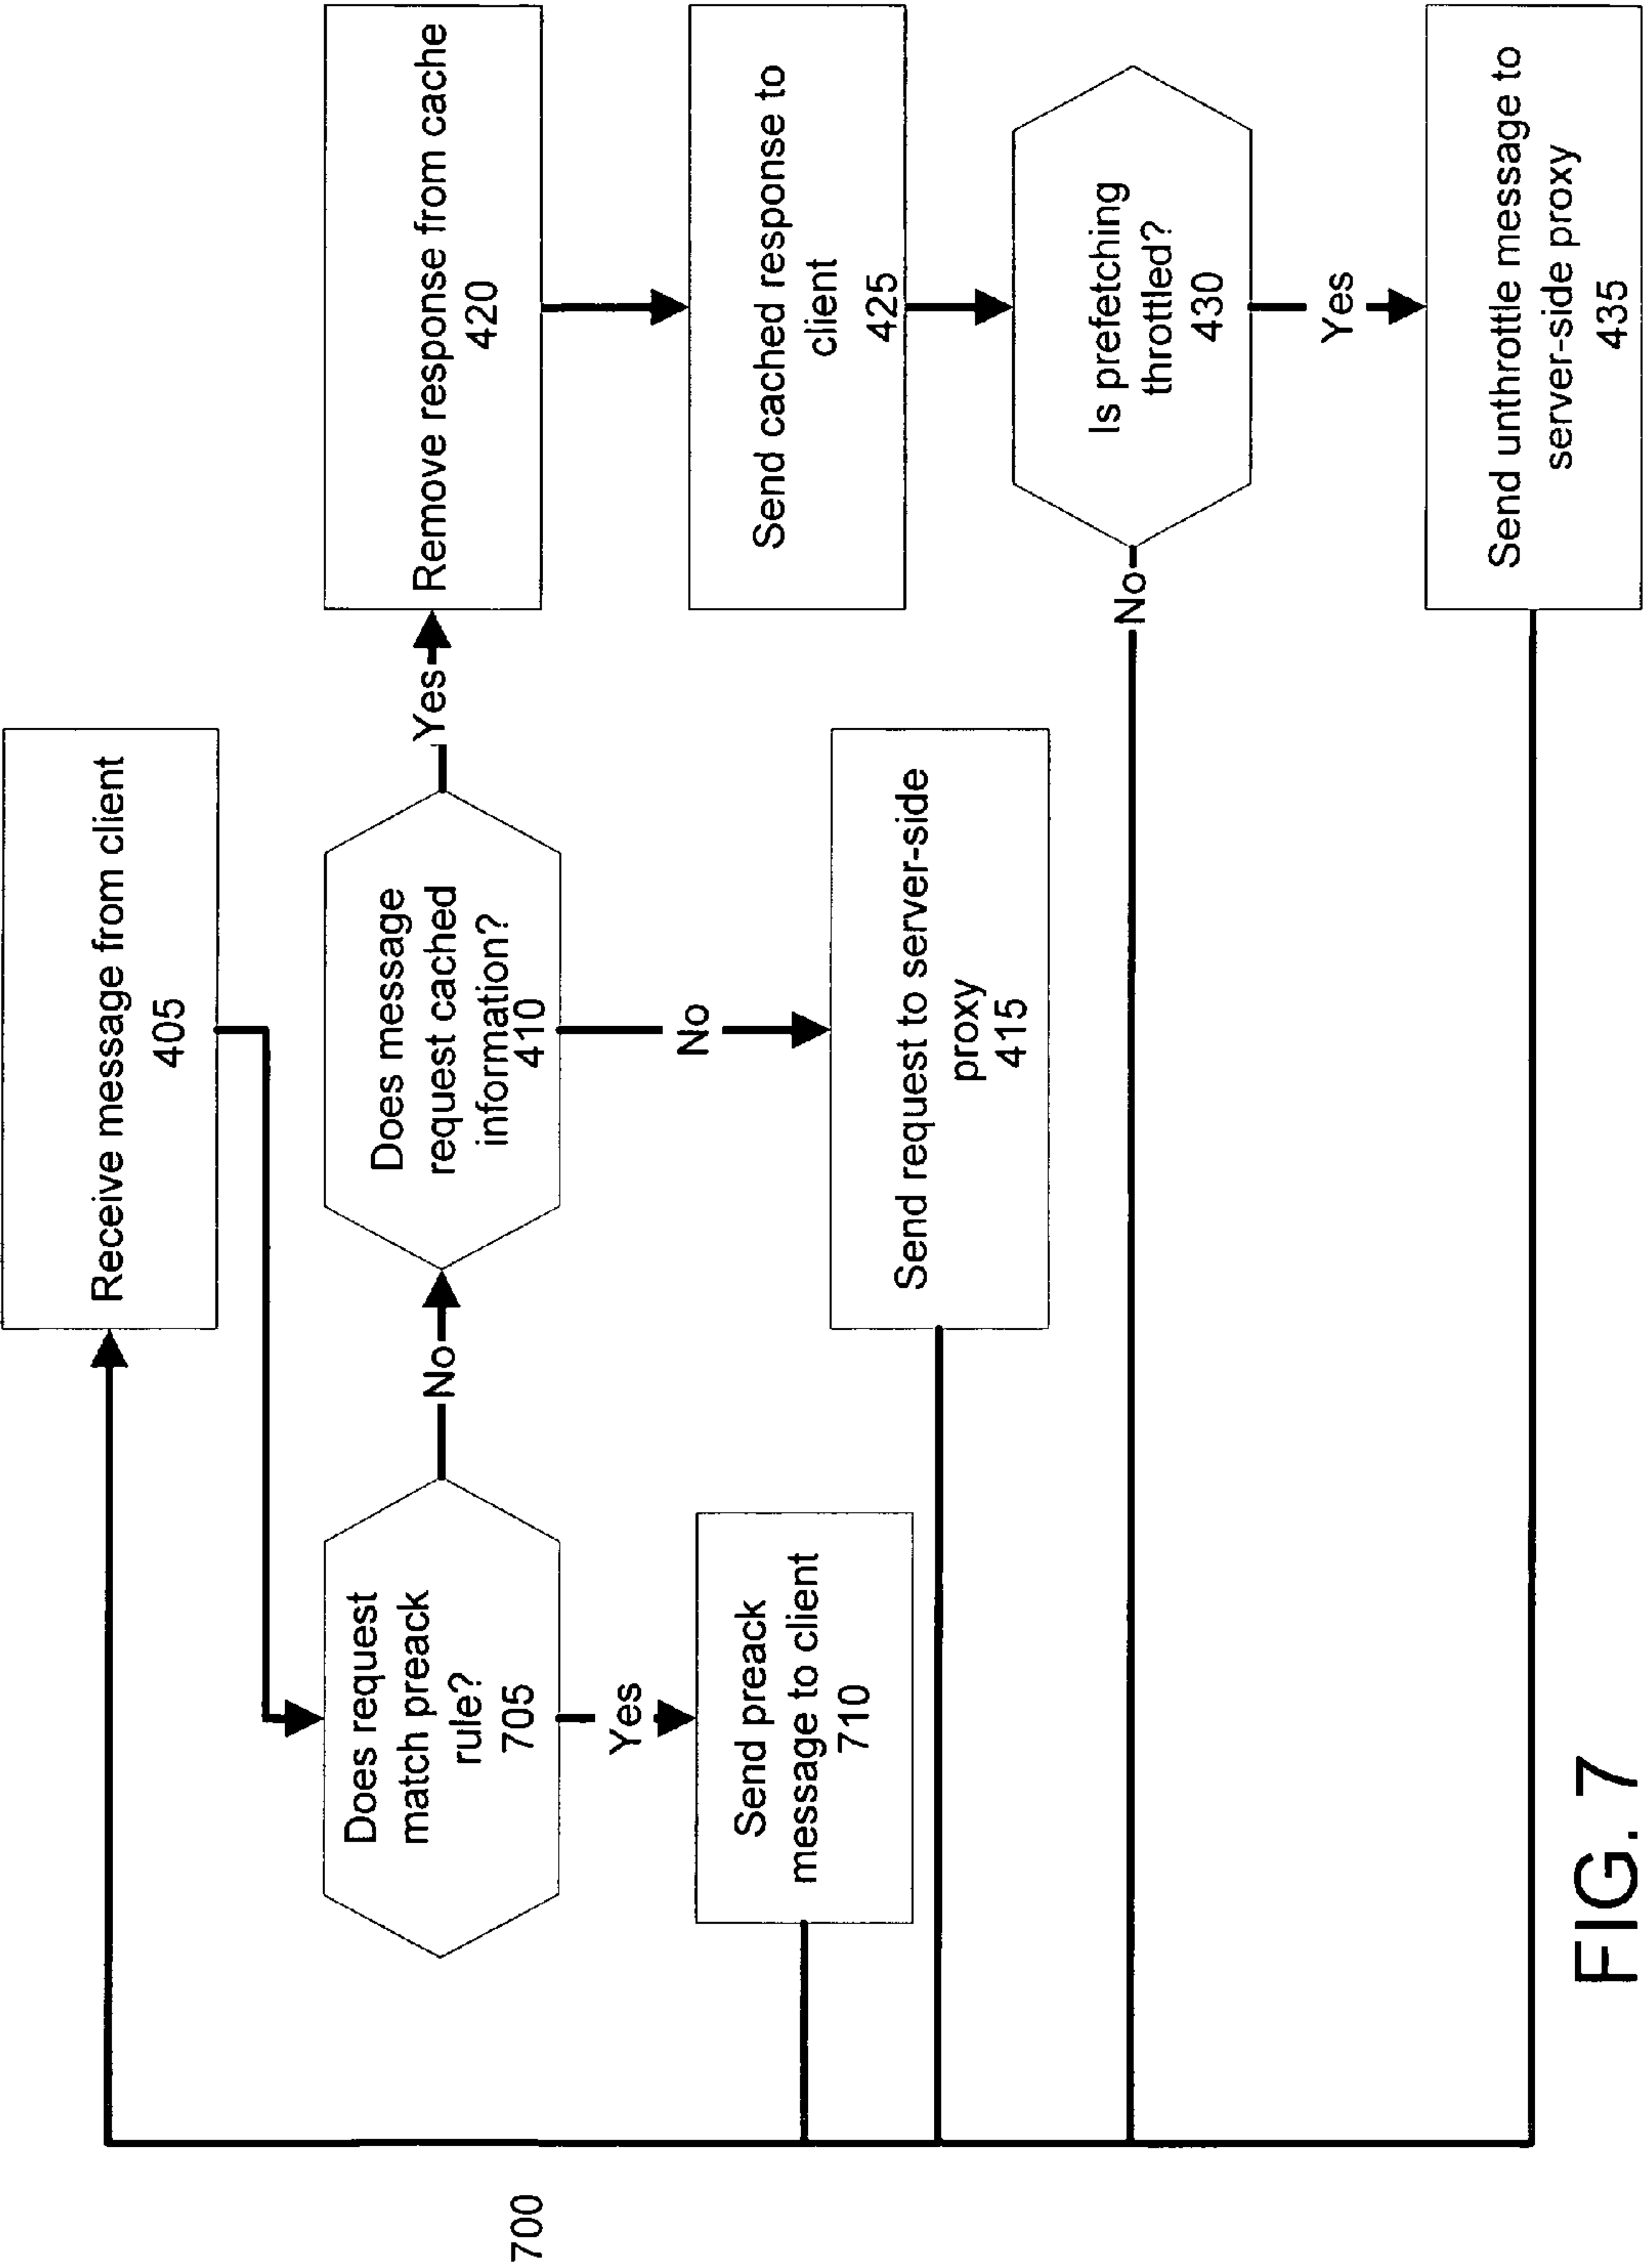 700
Receive message from client
405
Does request
match preack
rule?
705
No
Does message
request cached
information?
410
Yes
Remove response from cache
420
Yes
Send preack
message to client
710
No
Send request to server-side
proxy
415
Send cached response to
client
425
Is prefetching
throttled?
430
No
Yes
Send unthrottle message to
server-side proxy
435
FIG. 7